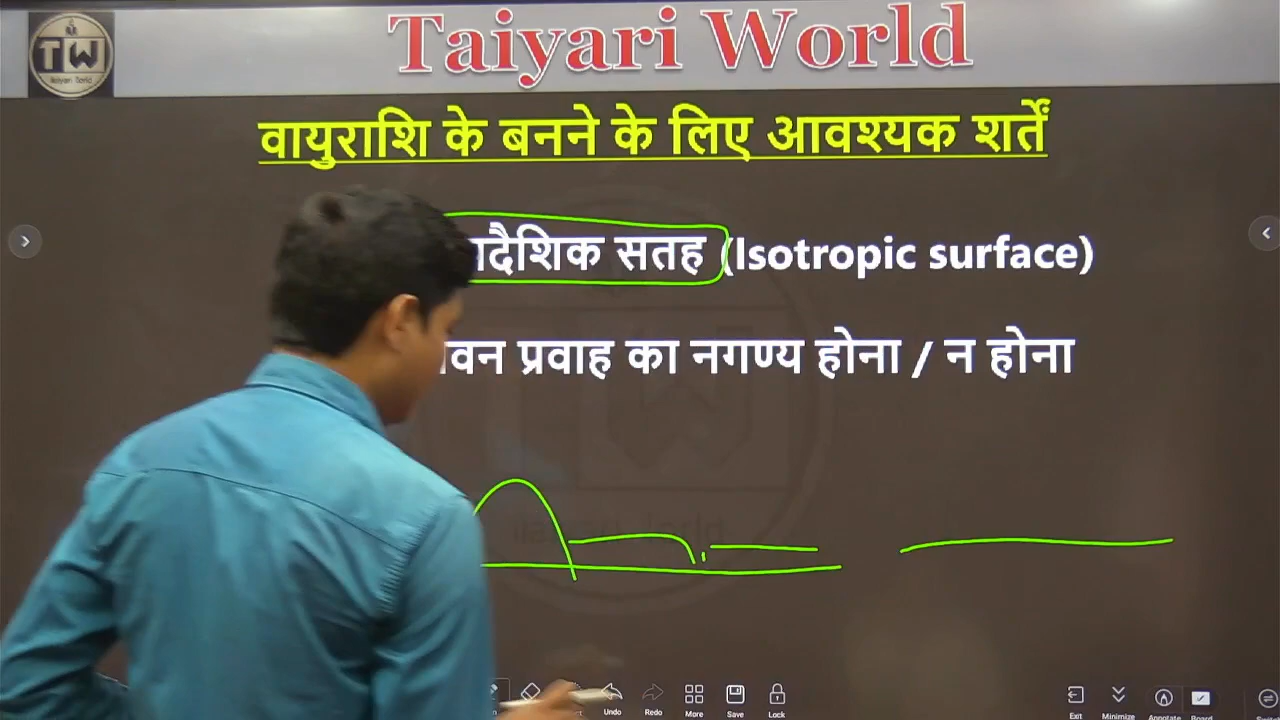 TW
Taiyari World
Taiyari World
वायुराशि के बनने के लिए आवश्यक शर्तें
सतह (Isotropic surface)
प्रवाह का नगण्य होना / न होना
Undo
Redo
More
Save
Lock
Exit
Minimize
Annotate
Board